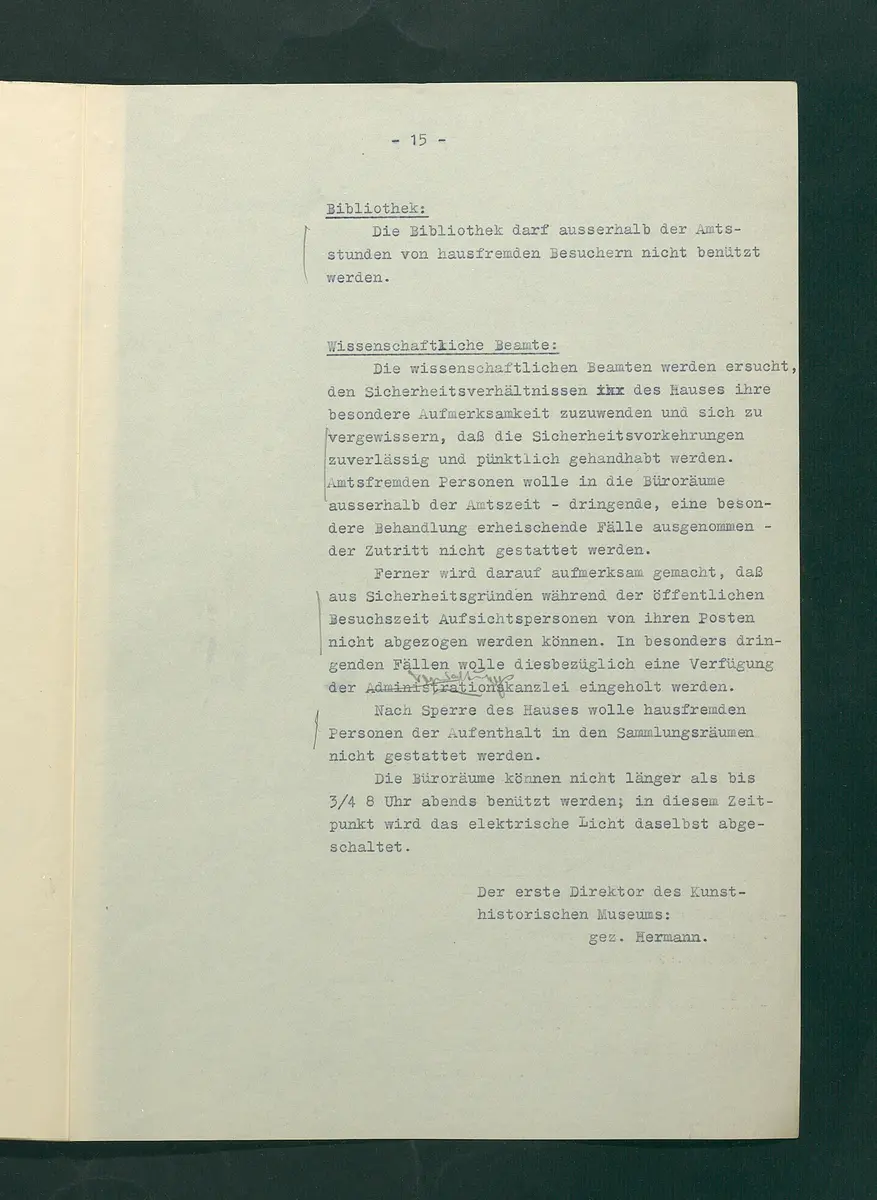 - 15 -
Bibliothek:
Die Bibliothek darf ausserhalb der Amts-
stunden von hausfremden Besuchern nicht benützt
werden.
Wissenschaftliche Beamte:
Die wissenschaftlichen Beamten werden ersucht,
den Sicherheitsverhältnissen des Hauses ihre
besondere Aufmerksamkeit zuzuwenden und sich zu
vergewissern, daß die Sicherheitsvorkehrungen
zuverlässig und pünktlich gehandhabt werden.
Amtsfremden Personen wolle in die Büroräume
ausserhalb der Amtszeit - dringende, eine beson-
dere Behandlung erheischende Fälle ausgenommen -
der Zutritt nicht gestattet werden.
Ferner wird darauf aufmerksam gemacht, daß
aus Sicherheitsgründen während der öffentlichen
Besuchszeit Aufsichtspersonen von ihren Posten
nicht abgezogen werden können. In besonders drin-
genden Fällen wolle diesbezüglich eine Verfügung
der Administrationskanzlei eingeholt werden.
Nach Sperre des Hauses wolle hausfremden
Personen der Aufenthalt in den Sammlungsräumen
nicht gestattet werden.
Die Büroräume können nicht länger als bis
3/4 8 Uhr abends benützt werden; in diesem Zeit-
punkt wird das elektrische Licht daselbst abge-
schaltet.
Der erste Direktor des Kunst-
historischen Museums:
gez. Hermann.